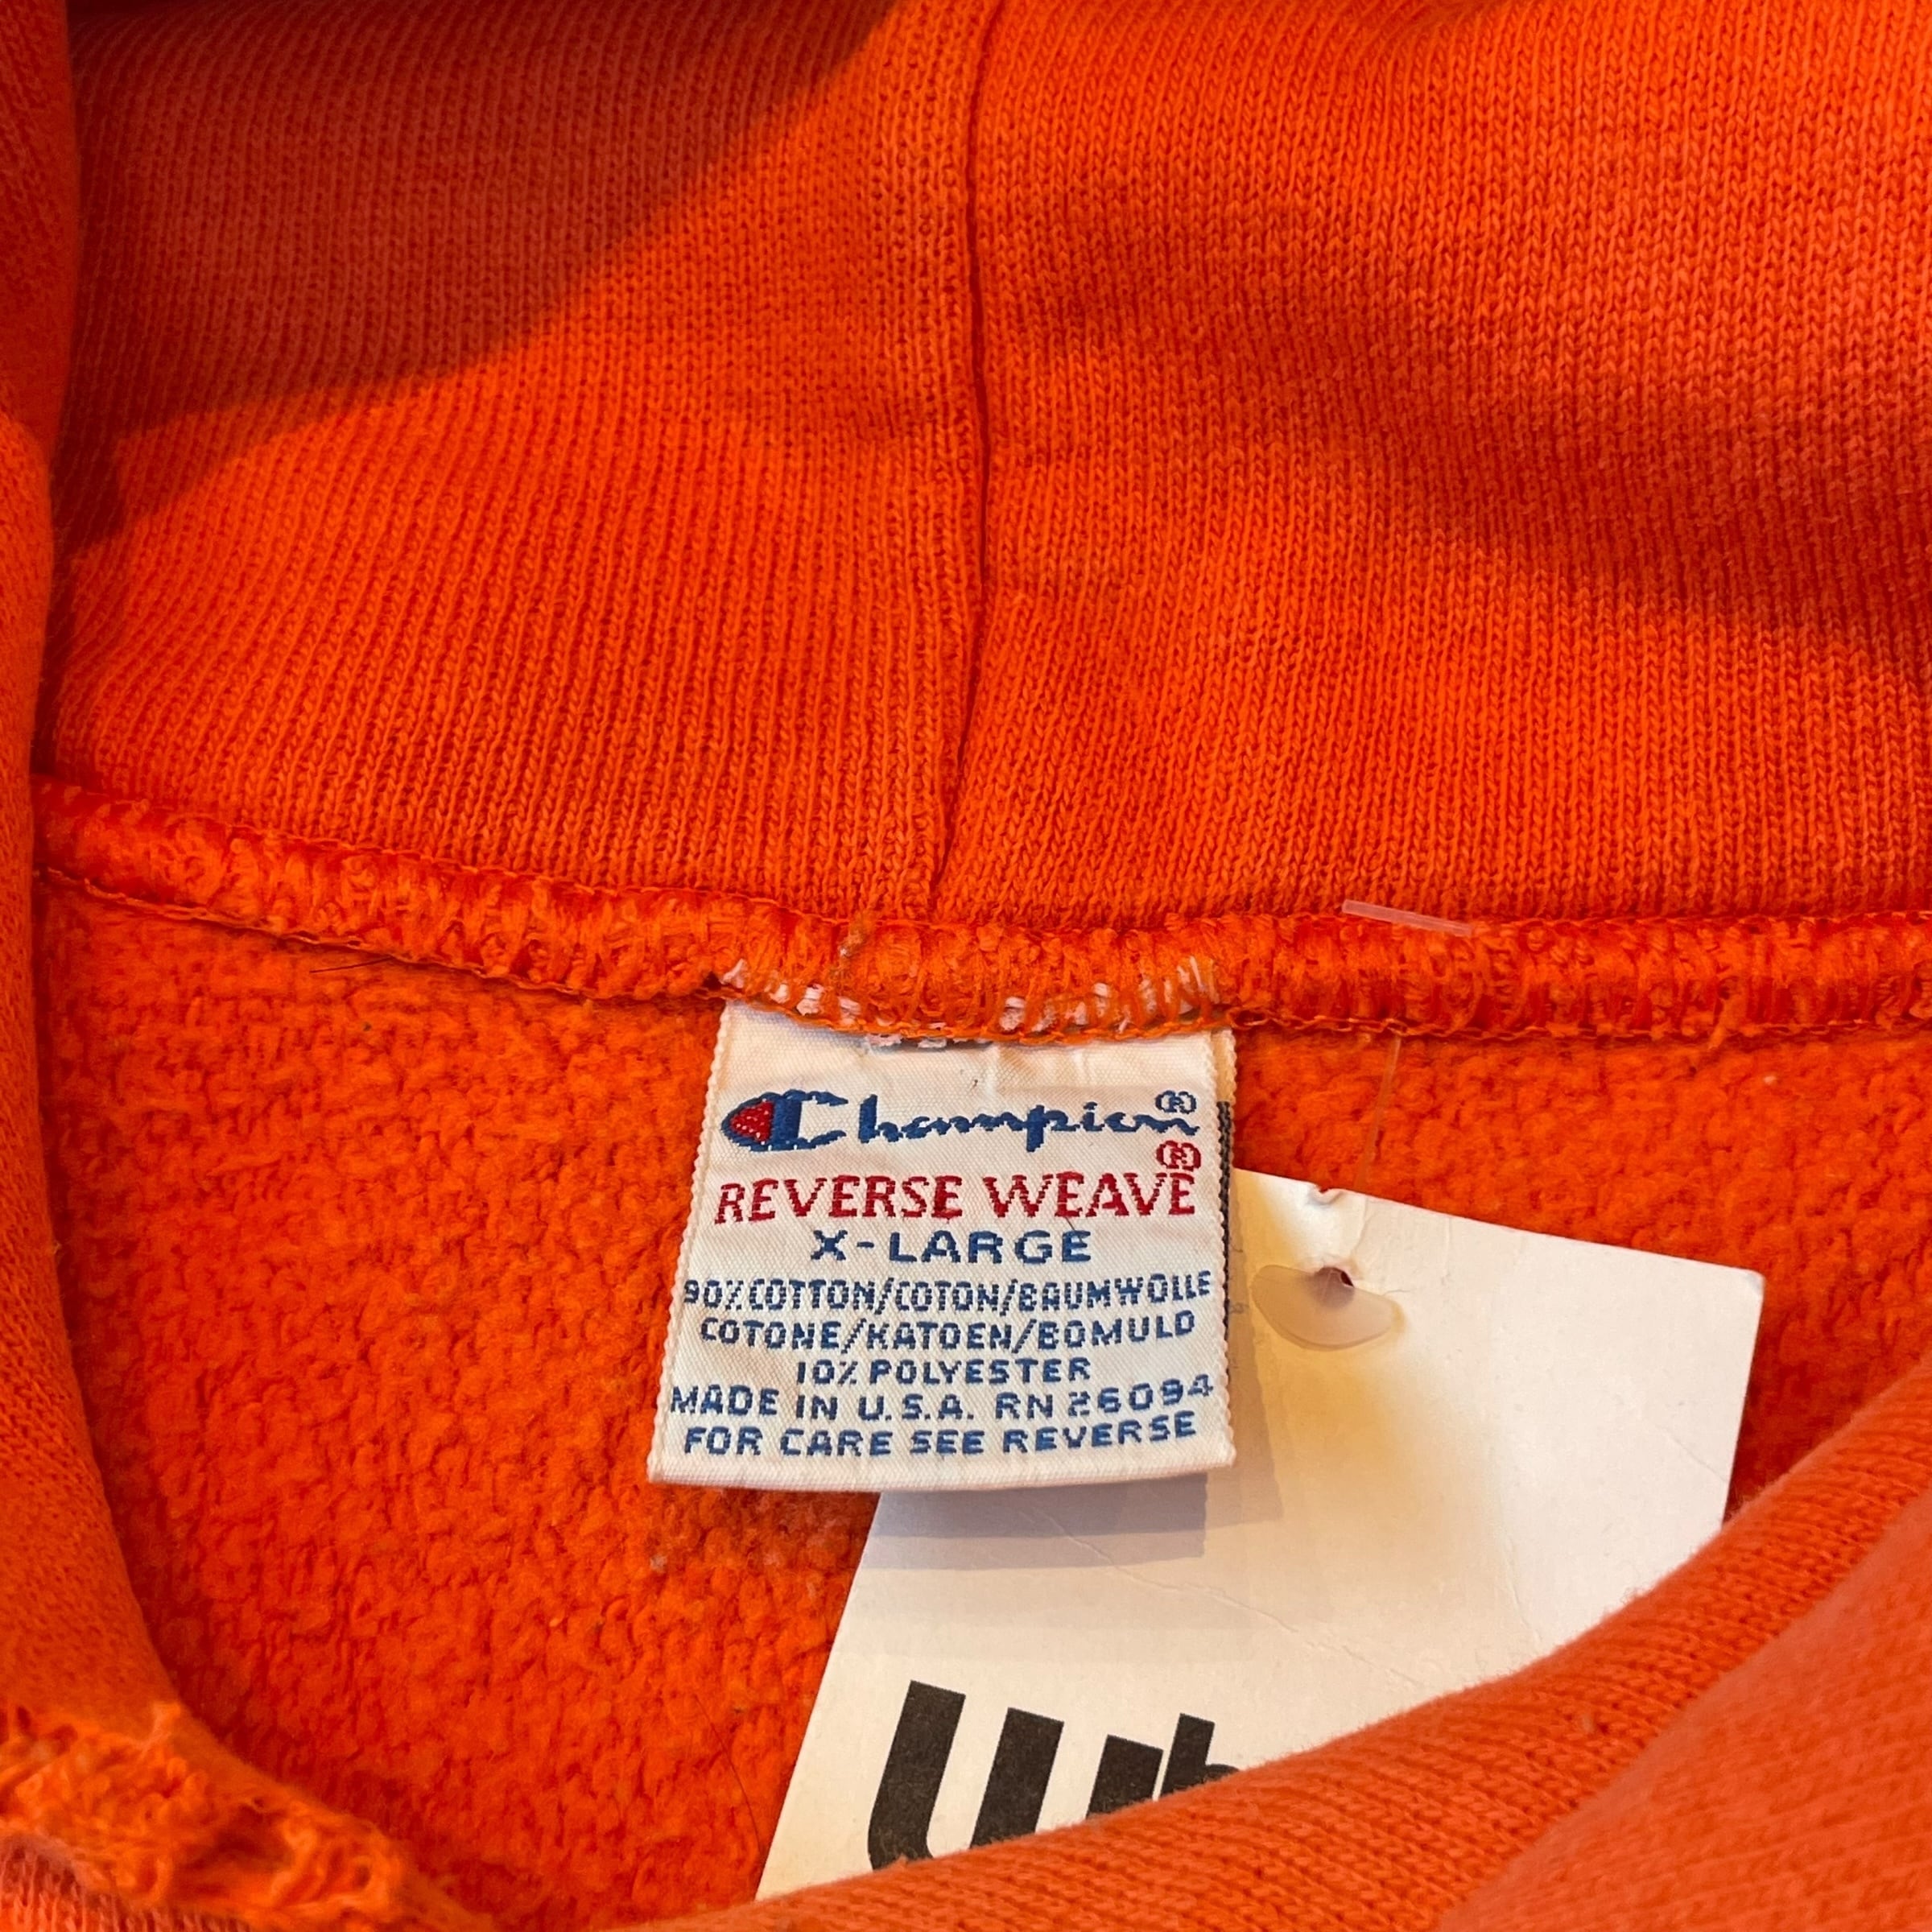 Champion®
REVERSE WEAVE®
X-LARGE
90% COTTON/COTON/BAUMWOLLE
COTONE/KATOEN/BOMULD
10% POLYESTER
MADE IN U.S.A. RN 26094
FOR CARE SEE REVERSE